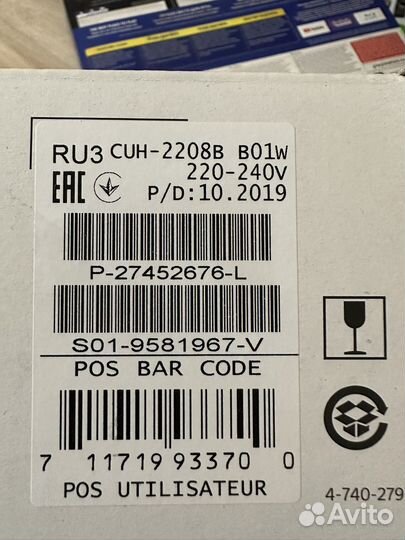 RU3 CUH-2208B B01W
220-240V
EAC P/D:10.2019
P-27452676-L
S01-9581967-V
POS BAR CODE
7 11719 93370 0
POS UTILISATEUR
4-740-279
Avito